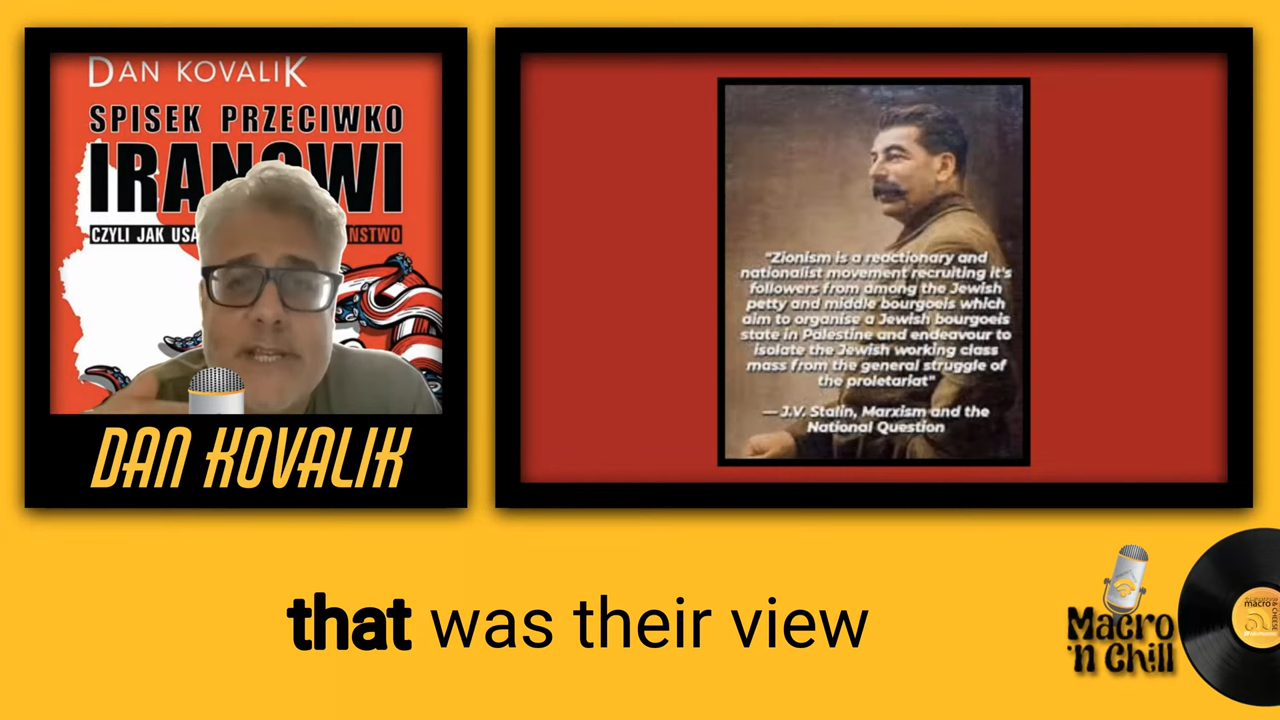 DAN KOVALIK
SPISEK PRZECIWKO
CZYLI JAK USA
DAN KOVALIK
"Zionism is a reactionary and
nationalist movement recruiting it's
followers from among the Jewish
petty and middle bourgeois which
aim to organise a Jewish bourgeois
state in Palestine and endeavour to
isolate the Jewish working class
mass from the general struggle of
the proletariat"
— J.V. Stalin, Marxism and the
National Question
that was their view
Macro
'N Chill
macro